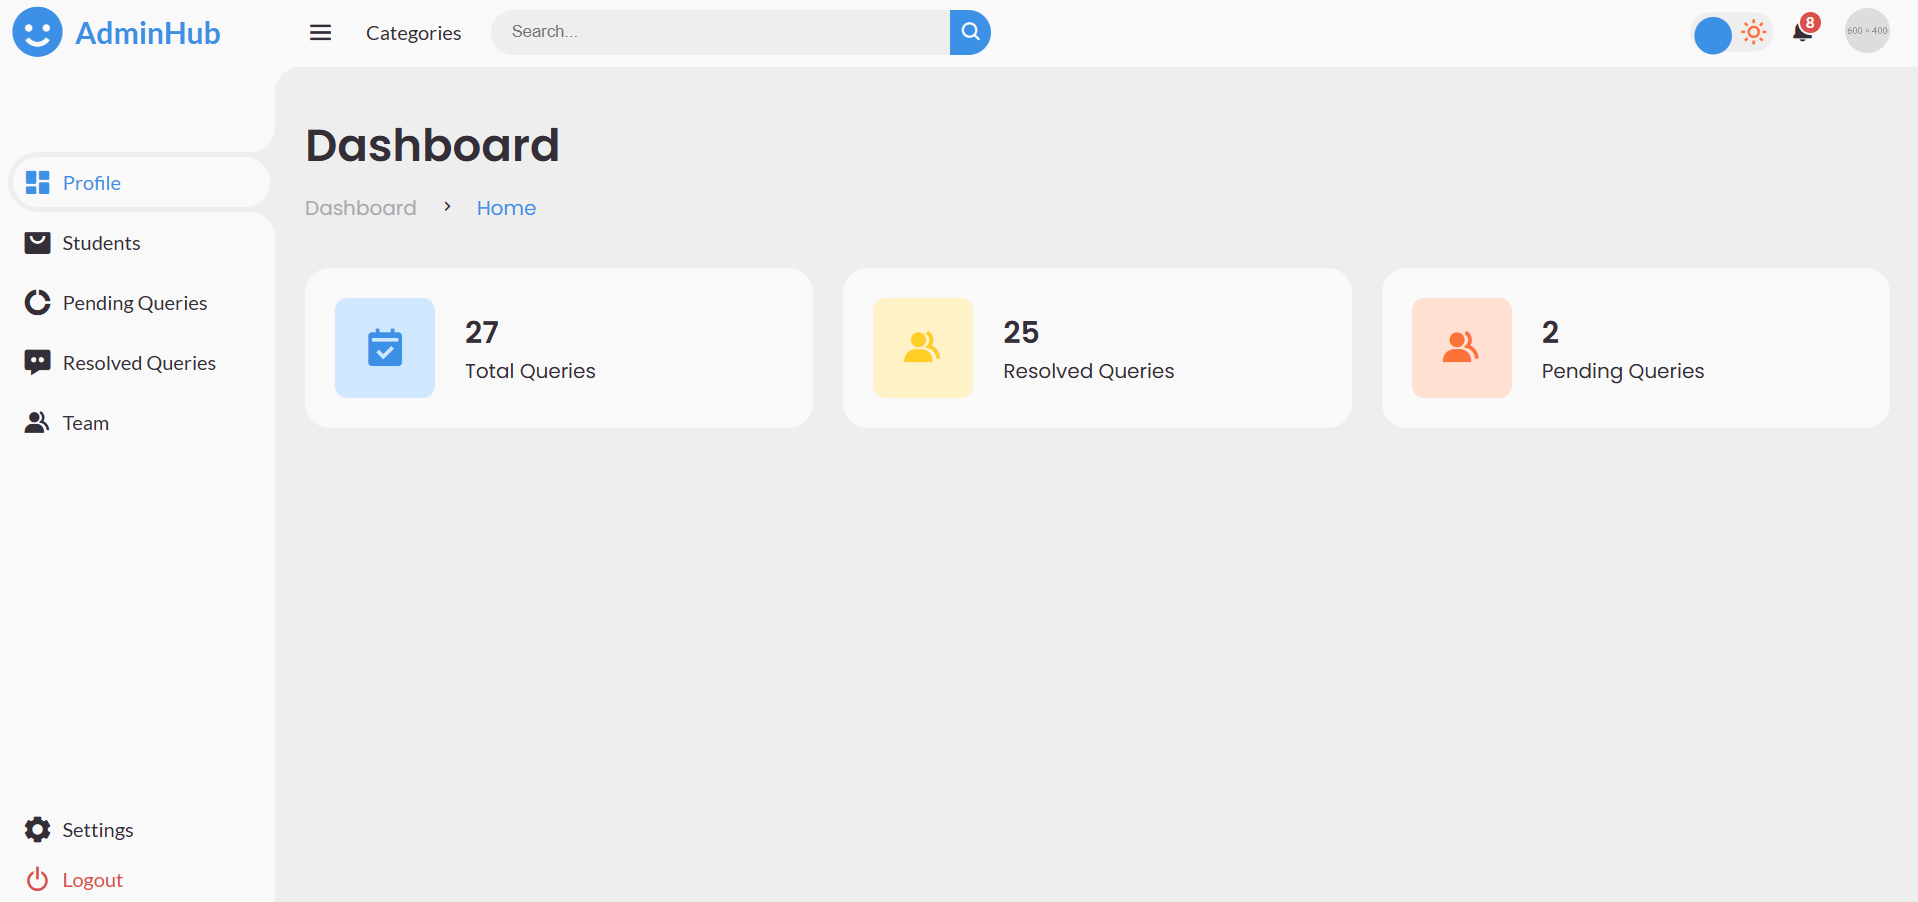 AdminHub
Categories
Search...
8
600 × 400
Profile
Students
Pending Queries
Resolved Queries
Team
Settings
Logout
Dashboard
Dashboard
Home
27
Total Queries
25
Resolved Queries
2
Pending Queries